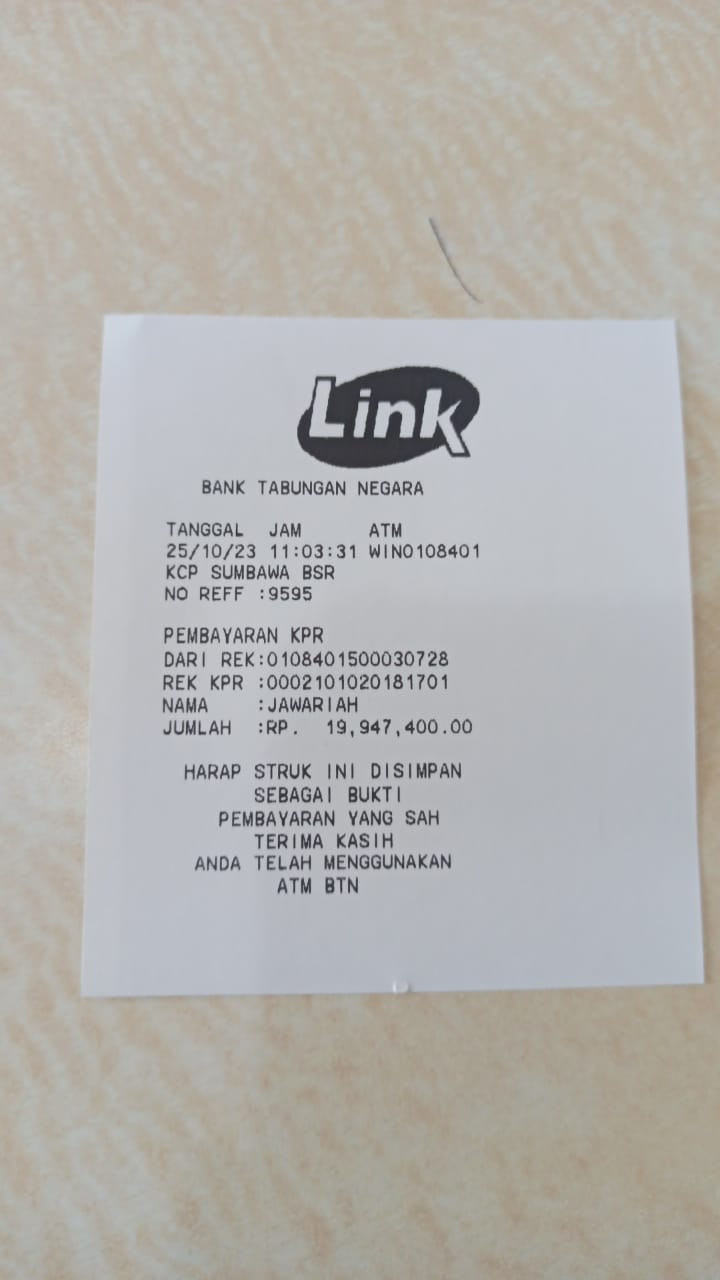 Link
BANK TABUNGAN NEGARA
TANGGAL JAM ATM
25/10/23 11:03:31 WIN0108401
KCP SUMBAWA BSR
NO REFF :9595
PEMBAYARAN KPR
DARI REK:0108401500030728
REK KPR :0002101020181701
NAMA :JAWARIAH
JUMLAH :RP. 19,947,400.00
HARAP STRUK INI DISIMPAN
SEBAGAI BUKTI
PEMBAYARAN YANG SAH
TERIMA KASIH
ANDA TELAH MENGGUNAKAN
ATM BTN